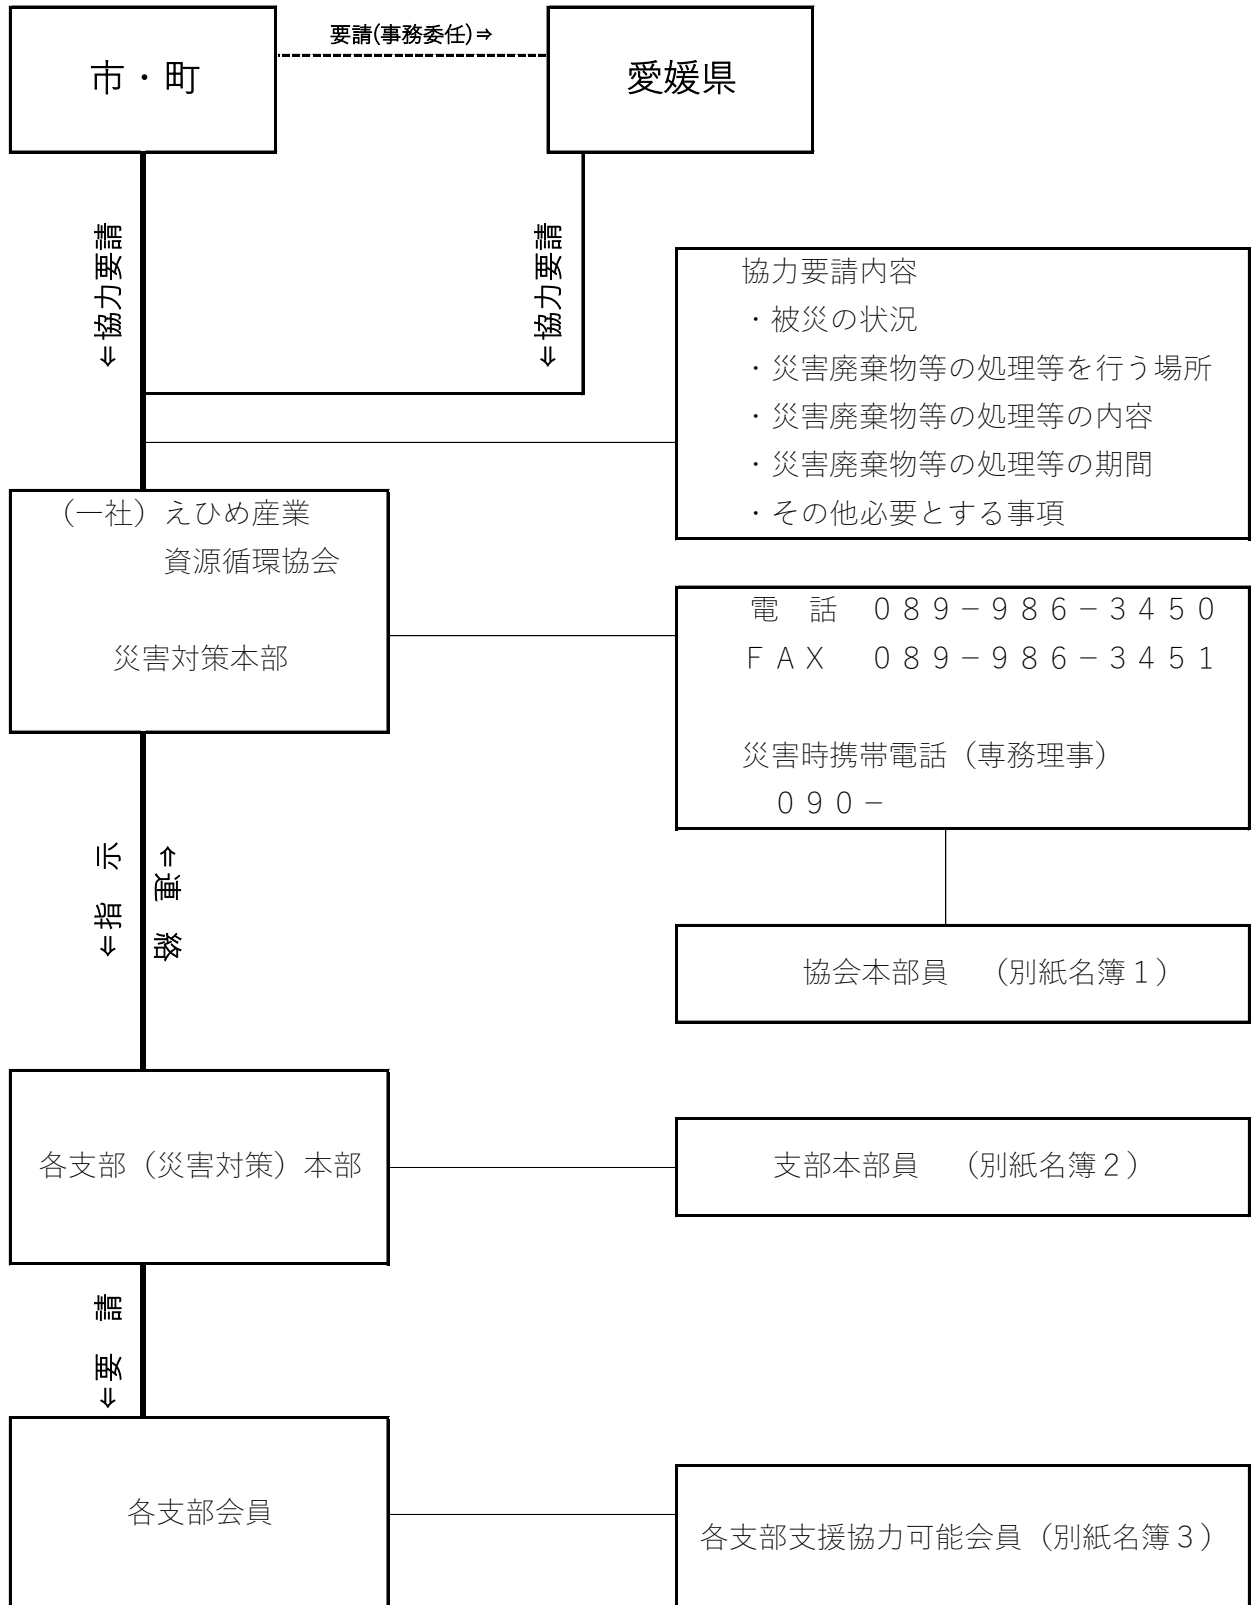 要請(事務委任)⇒
市・町
愛媛県
⇐協力要請
⇐協力要請
協力要請内容
・被災の状況
・災害廃棄物等の処理等を行う場所
・災害廃棄物等の処理等の内容
・災害廃棄物等の処理等の期間
・その他必要とする事項
（一社）えひめ産業
資源循環協会
災害対策本部
電　話　０８９－９８６－３４５０
ＦＡＸ　０８９－９８６－３４５１
災害時携帯電話（専務理事）
０９０－
⇐指　示
⇐連　絡
協会本部員　（別紙名簿１）
各支部（災害対策）本部
支部本部員　（別紙名簿２）
⇐要　請
各支部会員
各支部支援協力可能会員（別紙名簿３）